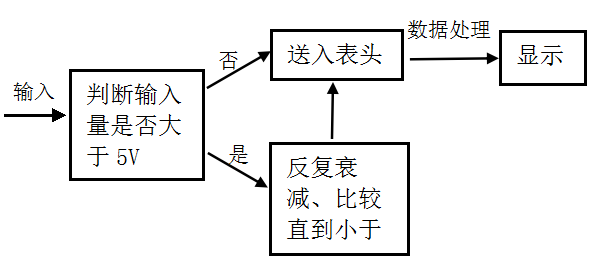 输入
判断输入
量是否大
于 5V
否
是
送入表头
反复衰
减、比较
直到小于
数据处理
显示